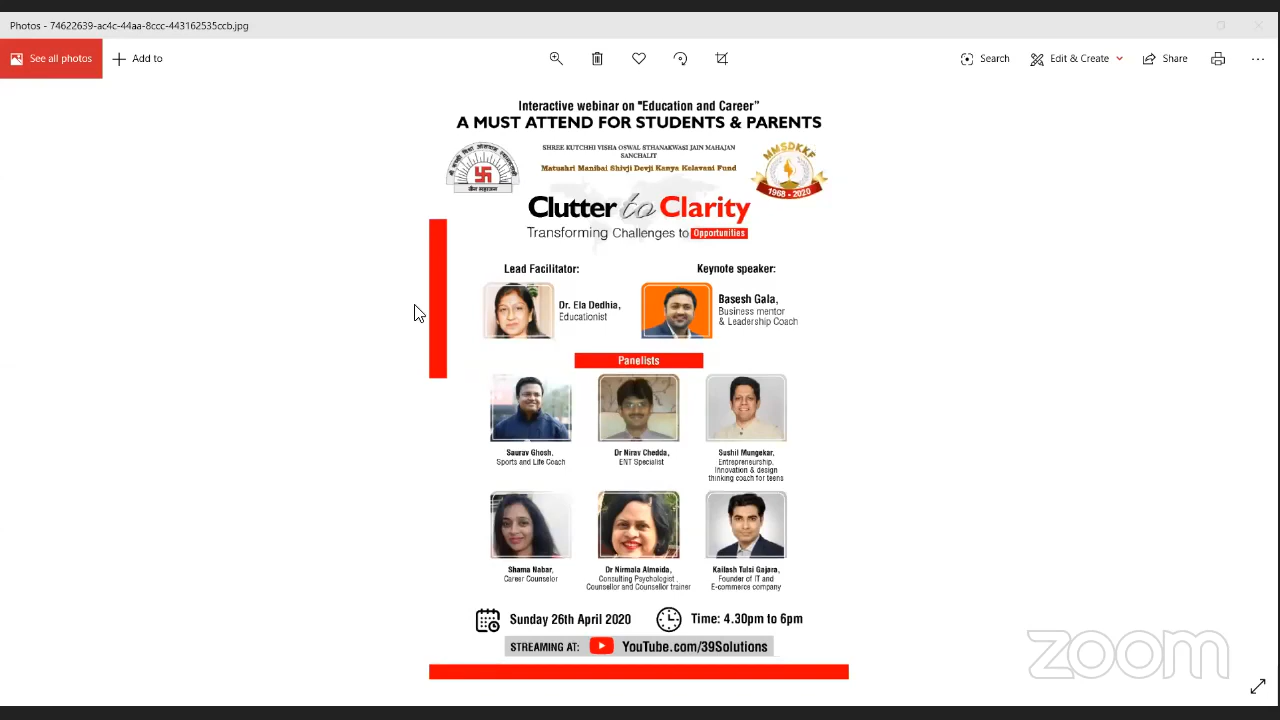 Photos - 74622639-ac4c-44aa-8ccc-443162535ccb.jpg
See all photos
Add to
Search
Edit & Create
Share
Interactive webinar on "Education and Career"
A MUST ATTEND FOR STUDENTS & PARENTS
SHREE KUTCHHI VISHA OSWAL STHANAKWASI JAIN MAHAJAN
SANCHALIT
Matushri Manibai Shivji Devji Kanya Kelavani Fund
जैन महाजन
MMSDKKF
1968 - 2020
Clutter to Clarity
Transforming Challenges to Opportunities
Lead Facilitator:
Dr. Ela Dedhia,
Educationist
Keynote speaker:
Basesh Gala,
Business mentor
& Leadership Coach
Panelists
Saurav Ghosh,
Sports and Life Coach
Dr Nirav Chedda,
ENT Specialist
Sushil Mungekar,
Entrepreneurship,
Innovation & design
thinking coach for teens
Shama Nabar,
Career Counselor
Dr Nirmala Almeida,
Consulting Psychologist,
Counsellor and Counsellor trainer
Kailash Tulsi Gajara,
Founder of IT and
E-commerce company
Sunday 26th April 2020
Time: 4.30pm to 6pm
STREAMING AT: YouTube.com/39Solutions
zoom